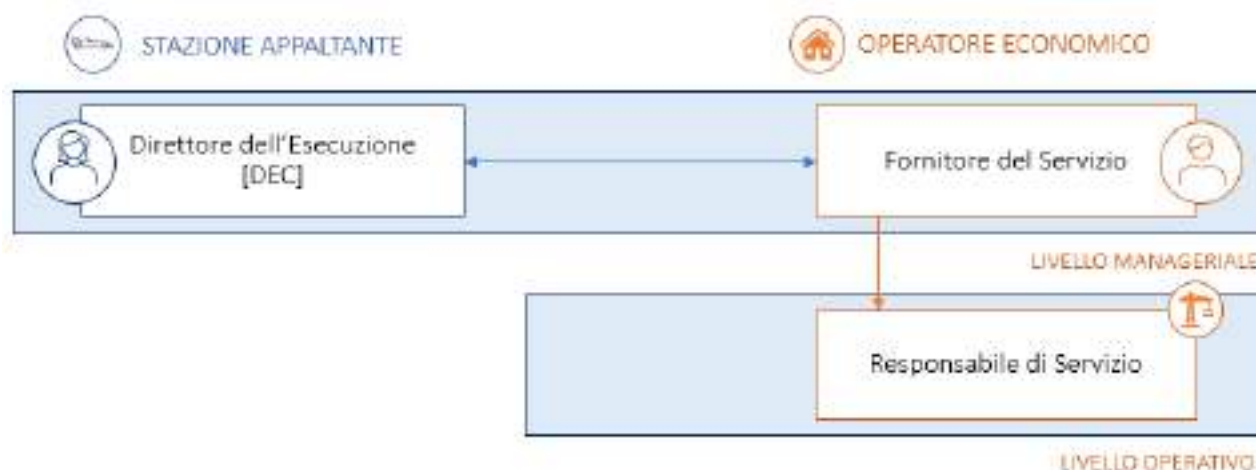 STAZIONE APPALTANTE
OPERATORE ECONOMICO
Direttore dell'Esecuzione
[DEC]
Fornitore del Servizio
LIVELLO MANAGERIALE
Responsabile di Servizio
LIVELLO OPERATIVO